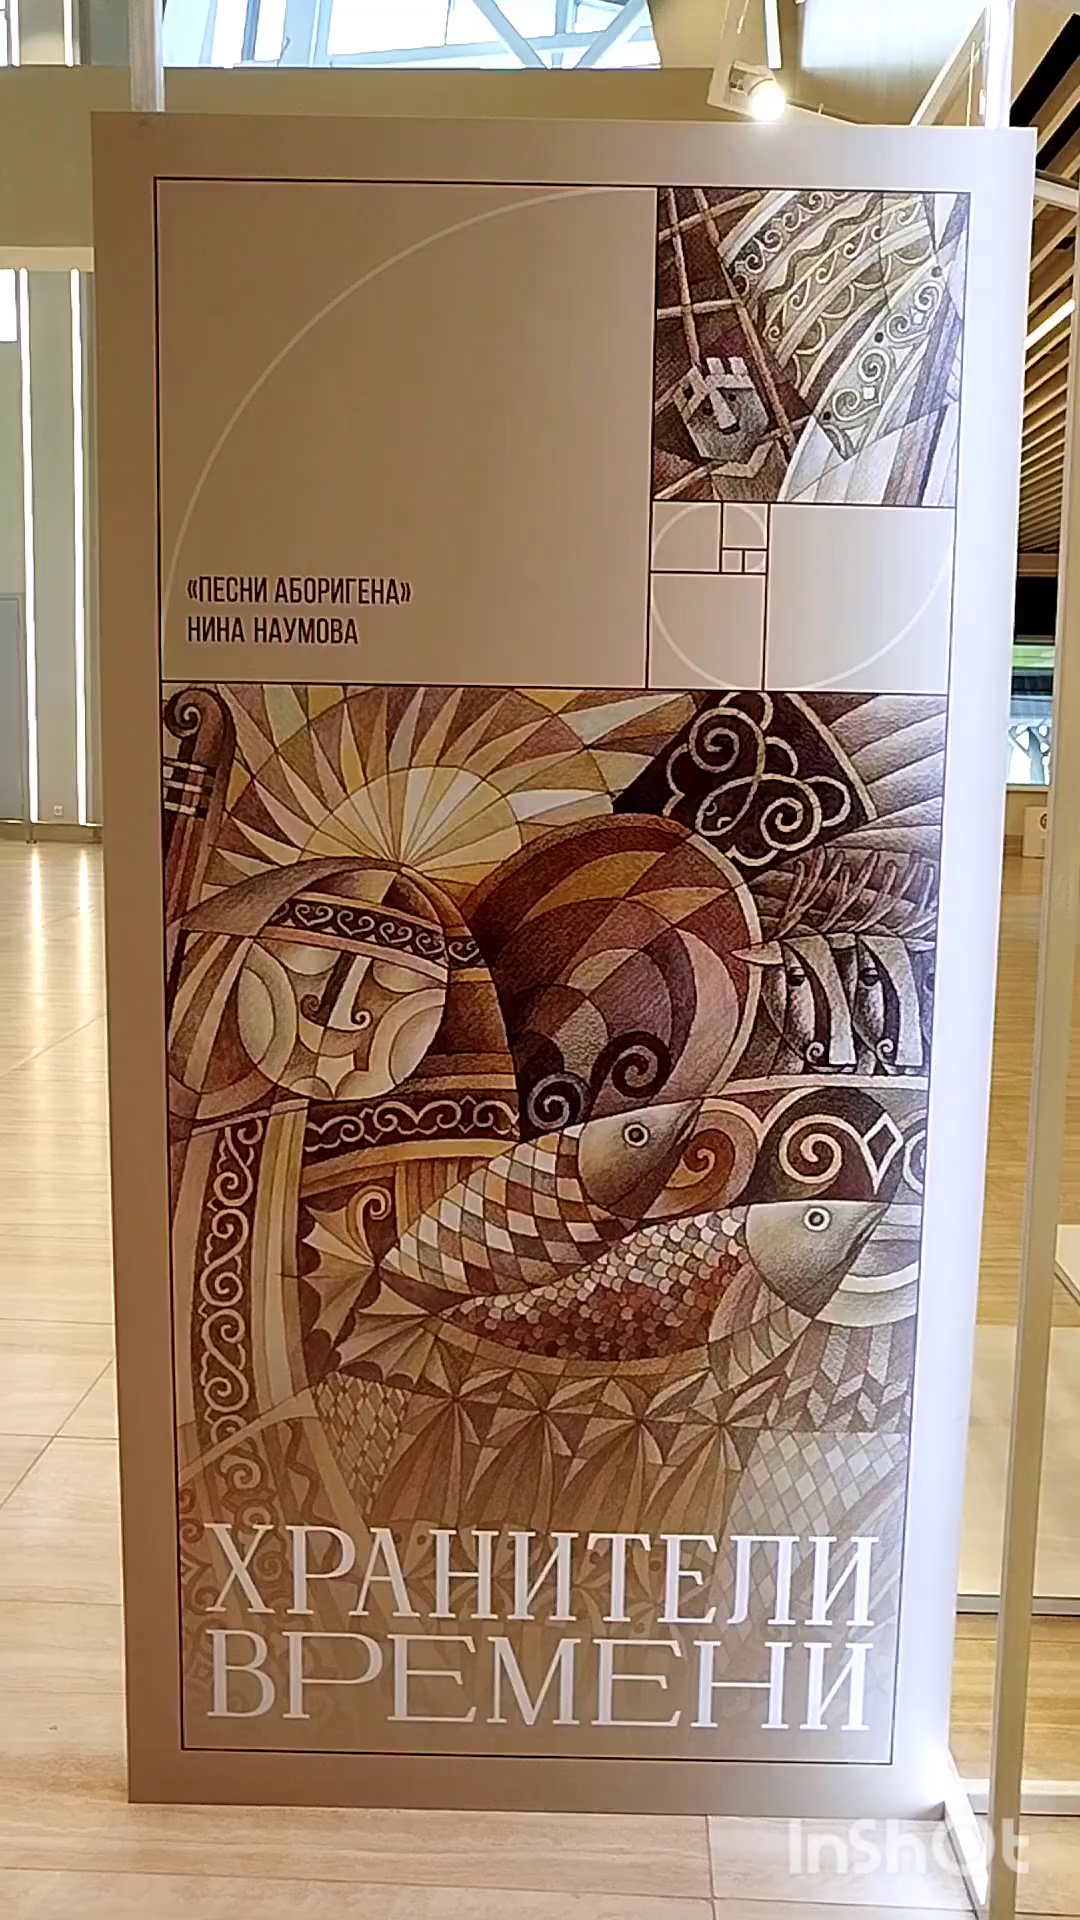 «ПЕСНИ АБОРИГЕНА»
НИНА НАУМОВА
ХРАНИТЕЛИ
ВРЕМЕНИ
InShOt